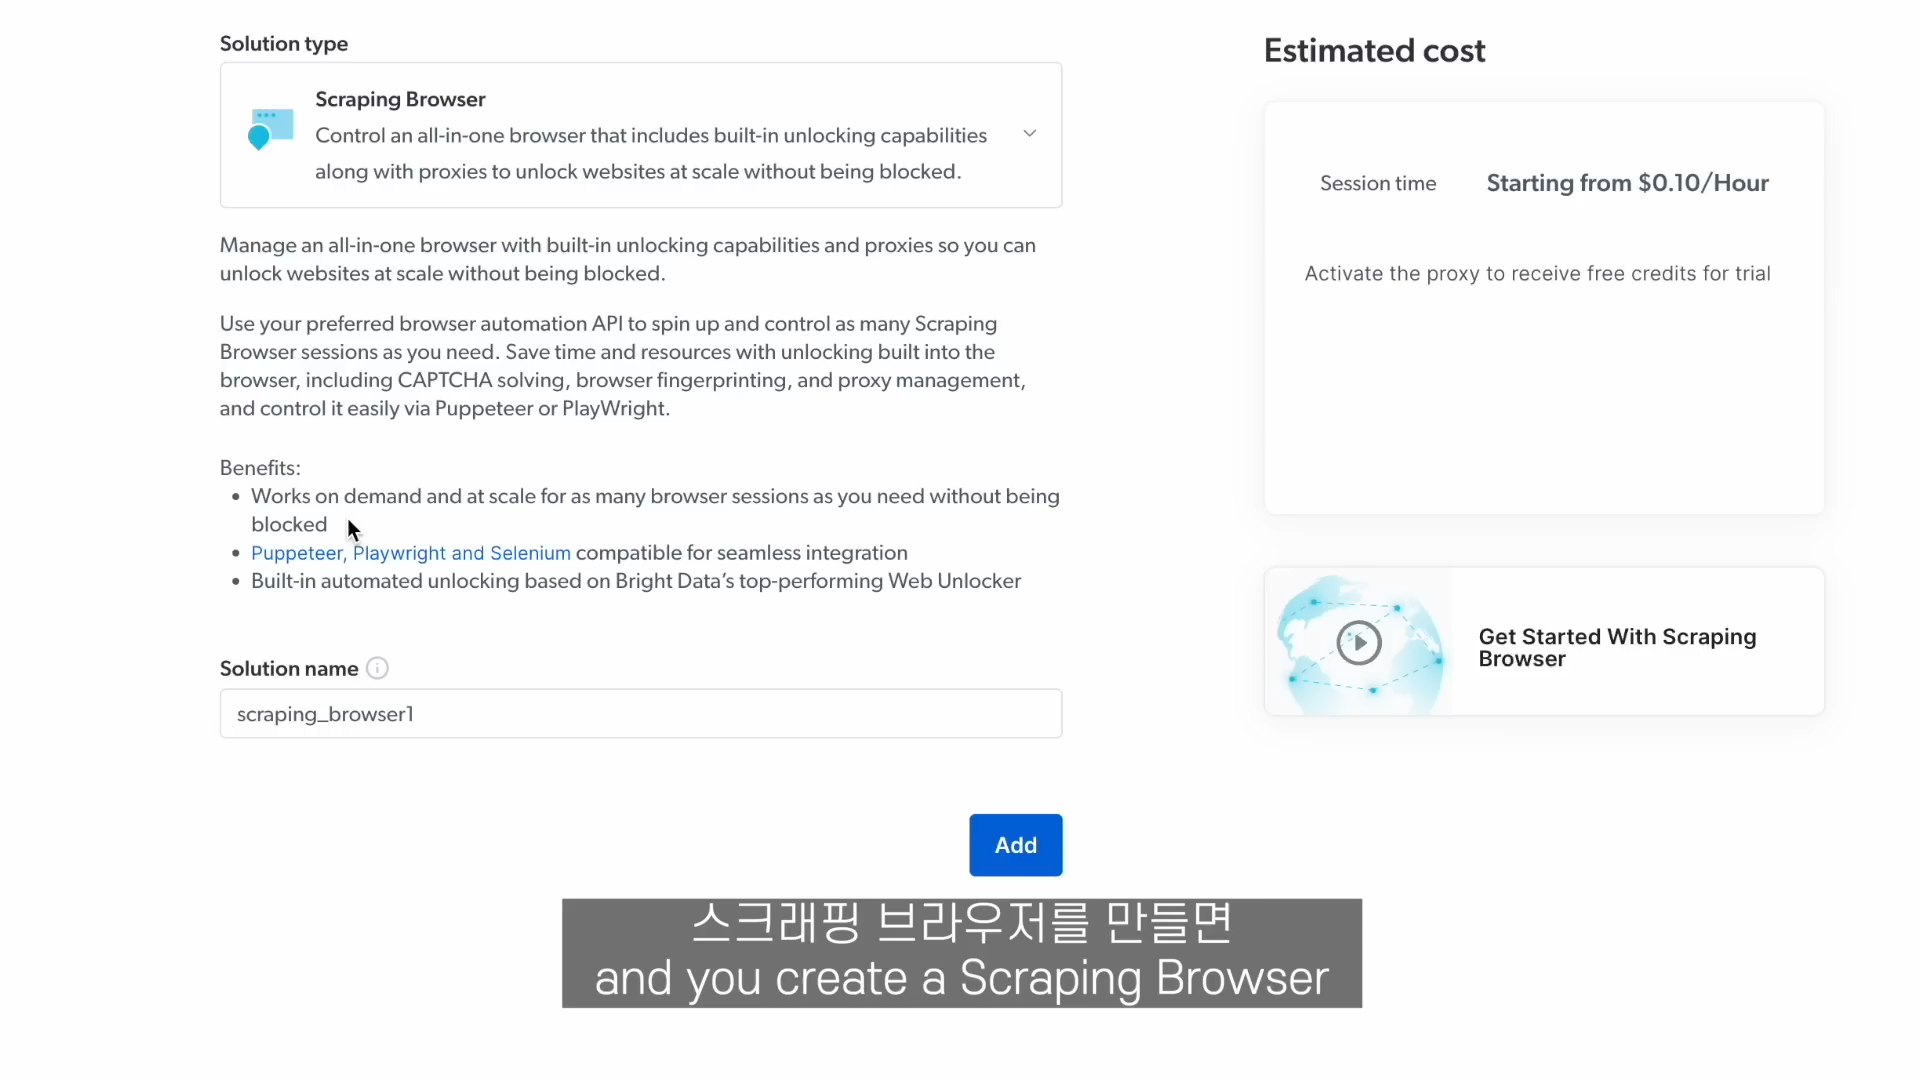 Solution type
Scraping Browser
Control an all-in-one browser that includes built-in unlocking capabilities
along with proxies to unlock websites at scale without being blocked.
Manage an all-in-one browser with built-in unlocking capabilities and proxies so you can
unlock websites at scale without being blocked.
Use your preferred browser automation API to spin up and control as many Scraping
Browser sessions as you need. Save time and resources with unlocking built into the
browser, including CAPTCHA solving, browser fingerprinting, and proxy management,
and control it easily via Puppeteer or PlayWright.
Benefits:
• Works on demand and at scale for as many browser sessions as you need without being
blocked
• Puppeteer, Playwright and Selenium compatible for seamless integration
• Built-in automated unlocking based on Bright Data’s top-performing Web Unlocker
Solution name
scraping_browser1
Add
Estimated cost
Session time Starting from $0.10/Hour
Activate the proxy to receive free credits for trial
Get Started With Scraping
Browser
스크래핑 브라우저를 만들면
and you create a Scraping Browser